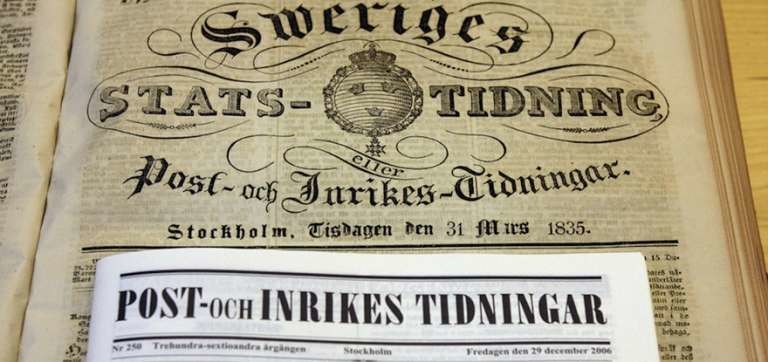 Sweriges
STATS- TIDNING
eller
Post- och Inrikes-Tidningar.
Stockholm, Tisdagen den 31 Mars 1835.
POST- OCH INRIKES TIDNINGAR
Nr 250 Trehundra-sextioandra årgången Stockholm Fredagen den 29 december 2006